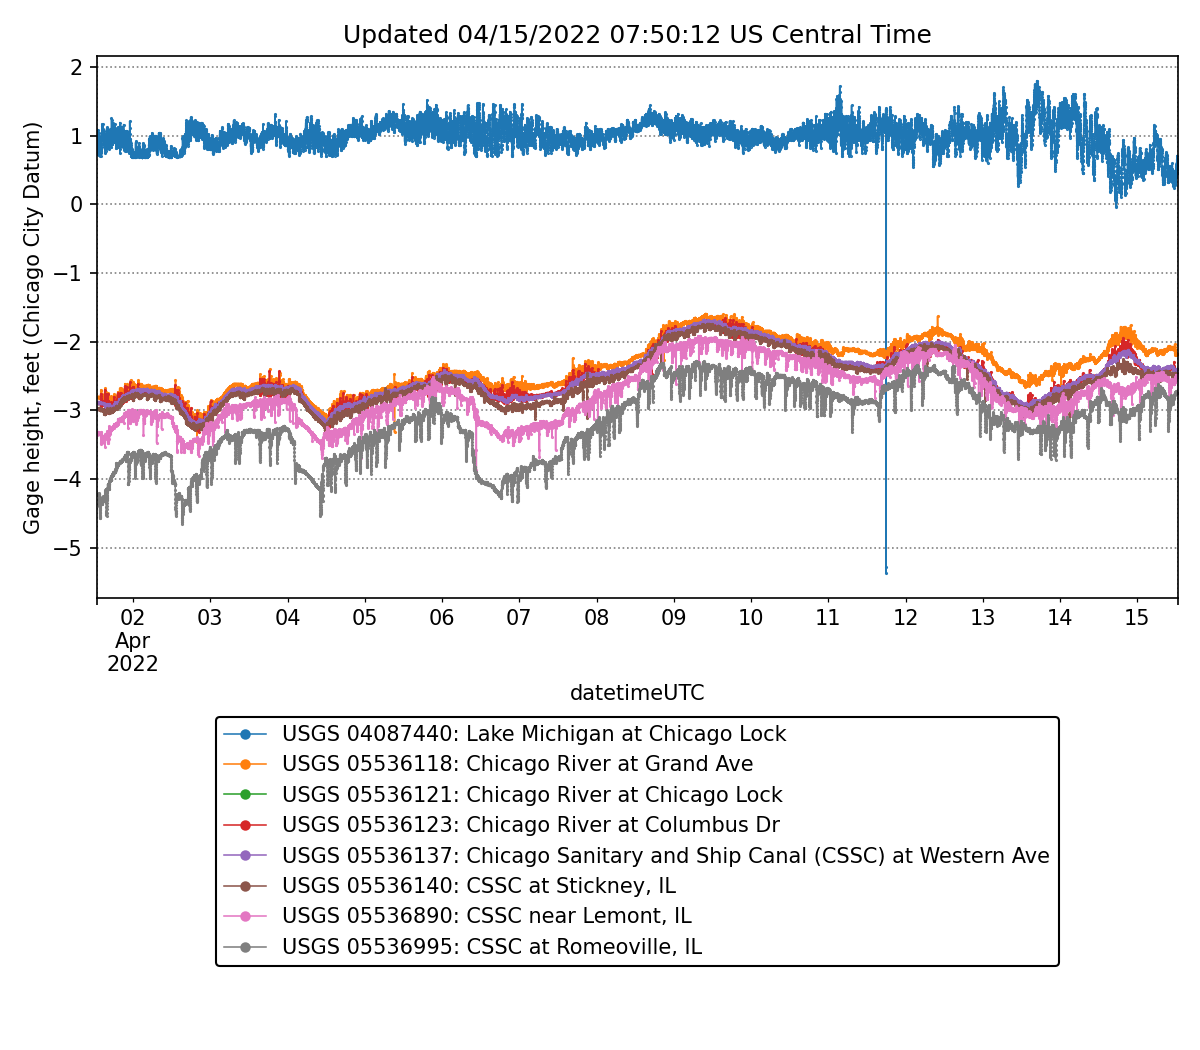 Updated 04/15/2022 07:50:12 US Central Time
Gage height, feet (Chicago City Datum)
2
1
0
−1
−2
−3
−4
−5
02 03 04 05 06 07 08 09 10 11 12 13 14 15
Apr
2022
datetimeUTC
USGS 04087440: Lake Michigan at Chicago Lock
USGS 05536118: Chicago River at Grand Ave
USGS 05536121: Chicago River at Chicago Lock
USGS 05536123: Chicago River at Columbus Dr
USGS 05536137: Chicago Sanitary and Ship Canal (CSSC) at Western Ave
USGS 05536140: CSSC at Stickney, IL
USGS 05536890: CSSC near Lemont, IL
USGS 05536995: CSSC at Romeoville, IL